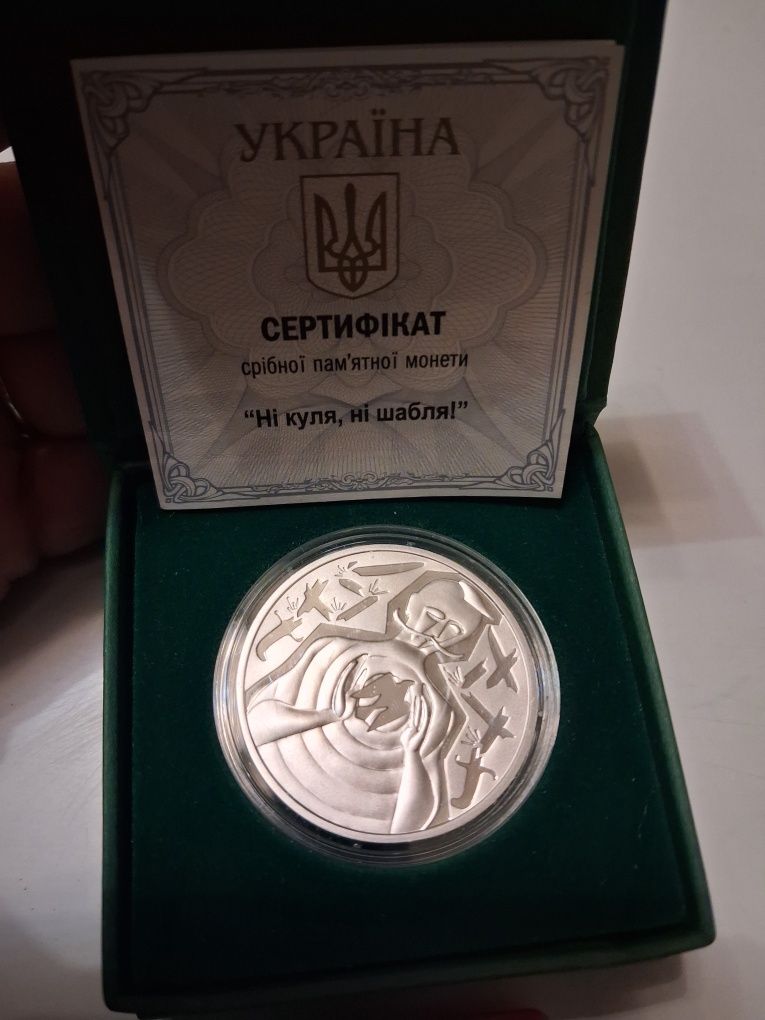 УКРАЇНА
СЕРТИФІКАТ
срібної пам'ятної монети
“Ні куля, ні шабля!”